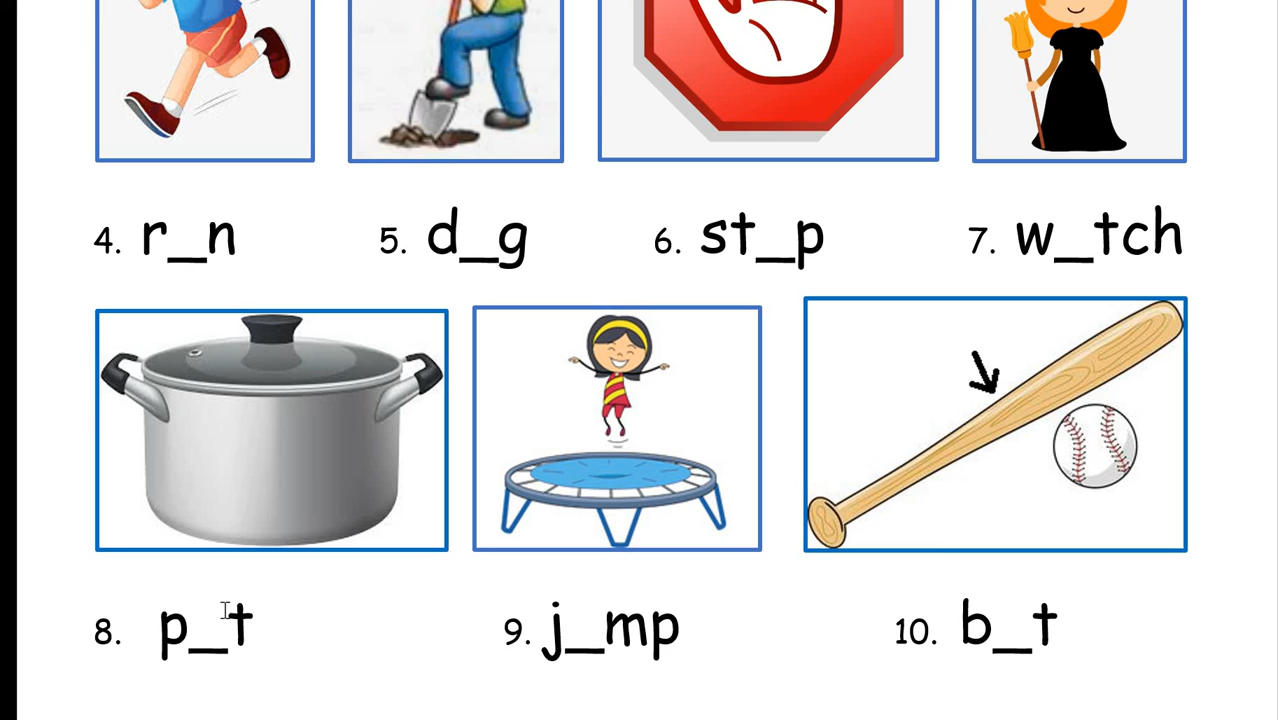 4. r_n 5. d_g 6. st_p 7. w_tch
8. p_t 9. j_mp 10. b_t